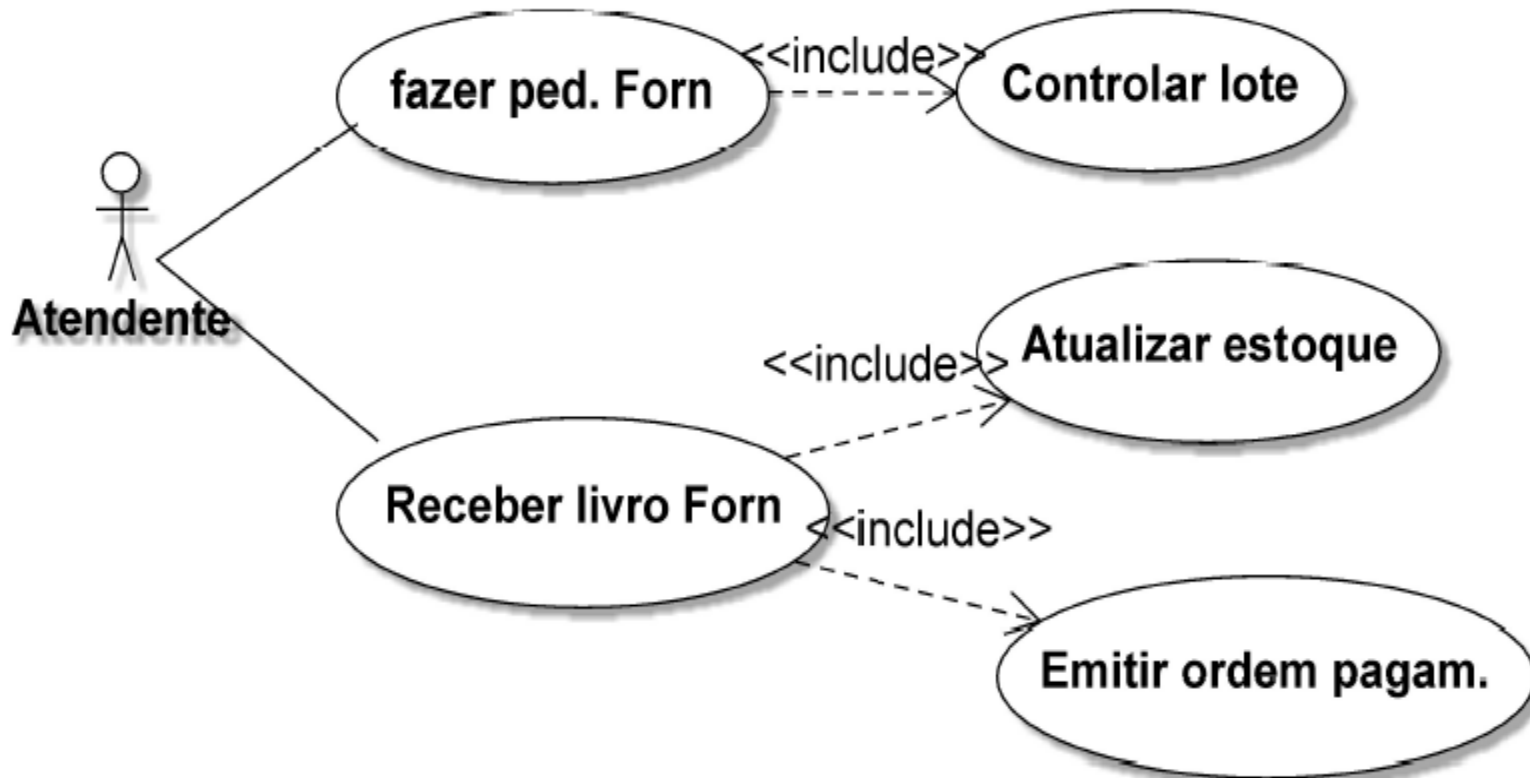 fazer ped. Forn
<<include>>
Controlar lote
Atendente
<<include>>
Atualizar estoque
Receber livro Forn
<<include>>
Emitir ordem pagam.